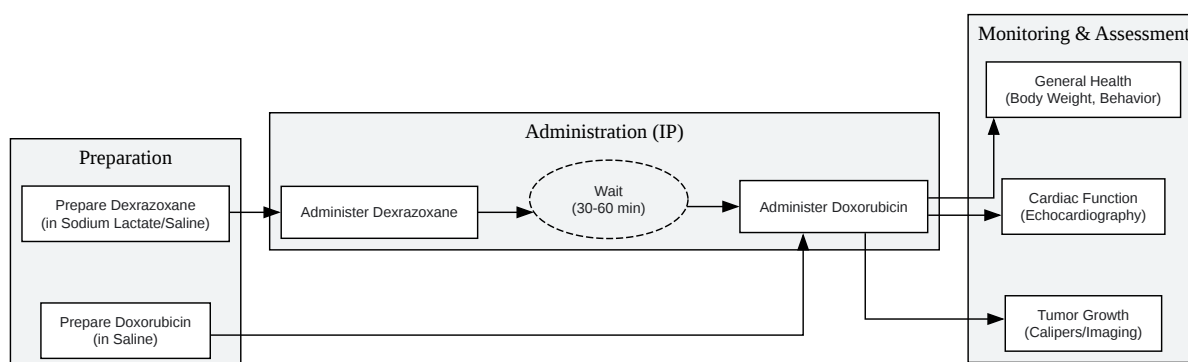 Preparation
Prepare Dexrazoxane
(in Sodium Lactate/Saline)
Prepare Doxorubicin
(in Saline)
Administration (IP)
Administer Dexrazoxane
Wait
(30-60 min)
Administer Doxorubicin
Monitoring & Assessment
General Health
(Body Weight, Behavior)
Cardiac Function
(Echocardiography)
Tumor Growth
(Calipers/Imaging)